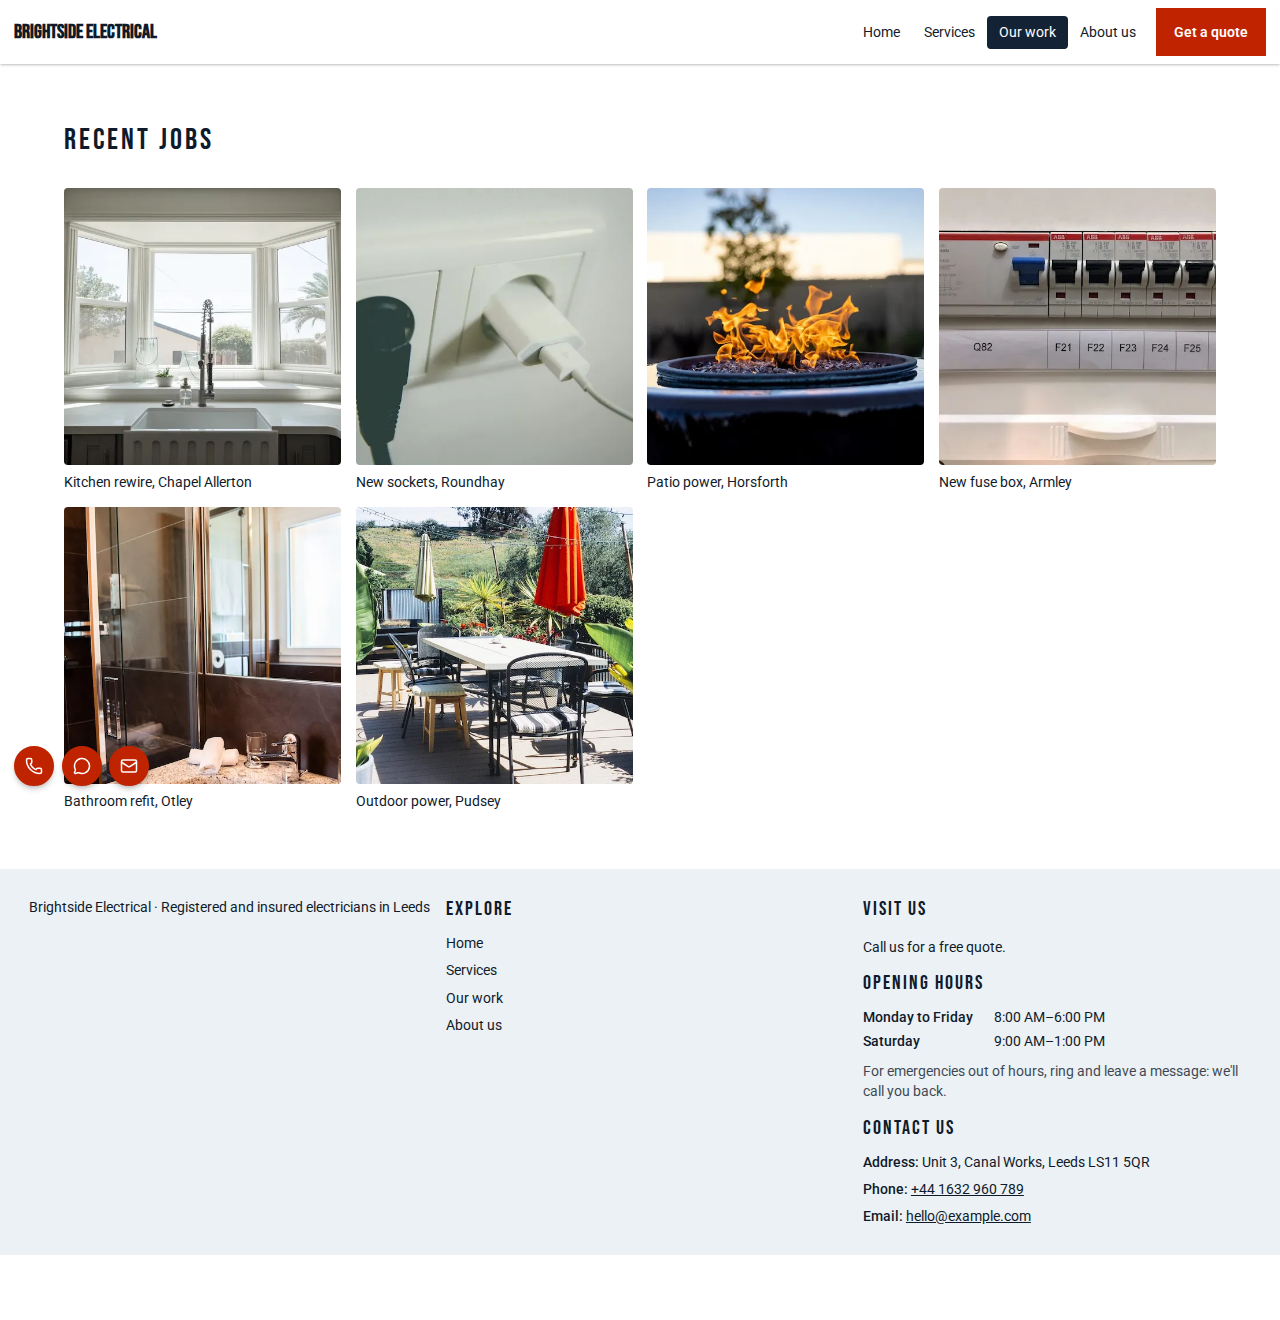 BRIGHTSIDE ELECTRICAL
Home
Services
Our work
About us
Get a quote
RECENT JOBS
ABB ABB ABB ABB ABB
Q82 F21 F22 F23 F24 F25
Kitchen rewire, Chapel Allerton
New sockets, Roundhay
Patio power, Horsforth
New fuse box, Armley
Bathroom refit, Otley
Outdoor power, Pudsey
Brightside Electrical · Registered and insured electricians in Leeds
EXPLORE
Home
Services
Our work
About us
VISIT US
Call us for a free quote.
OPENING HOURS
Monday to Friday 8:00 AM–6:00 PM
Saturday 9:00 AM–1:00 PM
For emergencies out of hours, ring and leave a message: we'll
call you back.
CONTACT US
Address: Unit 3, Canal Works, Leeds LS11 5QR
Phone: +44 1632 960 789
Email: hello@example.com